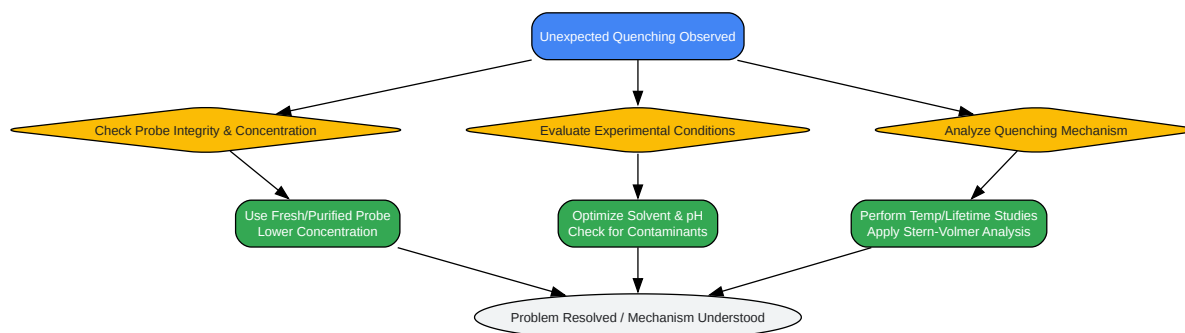 Unexpected Quenching Observed
Check Probe Integrity & Concentration
Evaluate Experimental Conditions
Analyze Quenching Mechanism
Use Fresh/Purified Probe
Lower Concentration
Optimize Solvent & pH
Check for Contaminants
Perform Temp/Lifetime Studies
Apply Stern-Volmer Analysis
Problem Resolved / Mechanism Understood